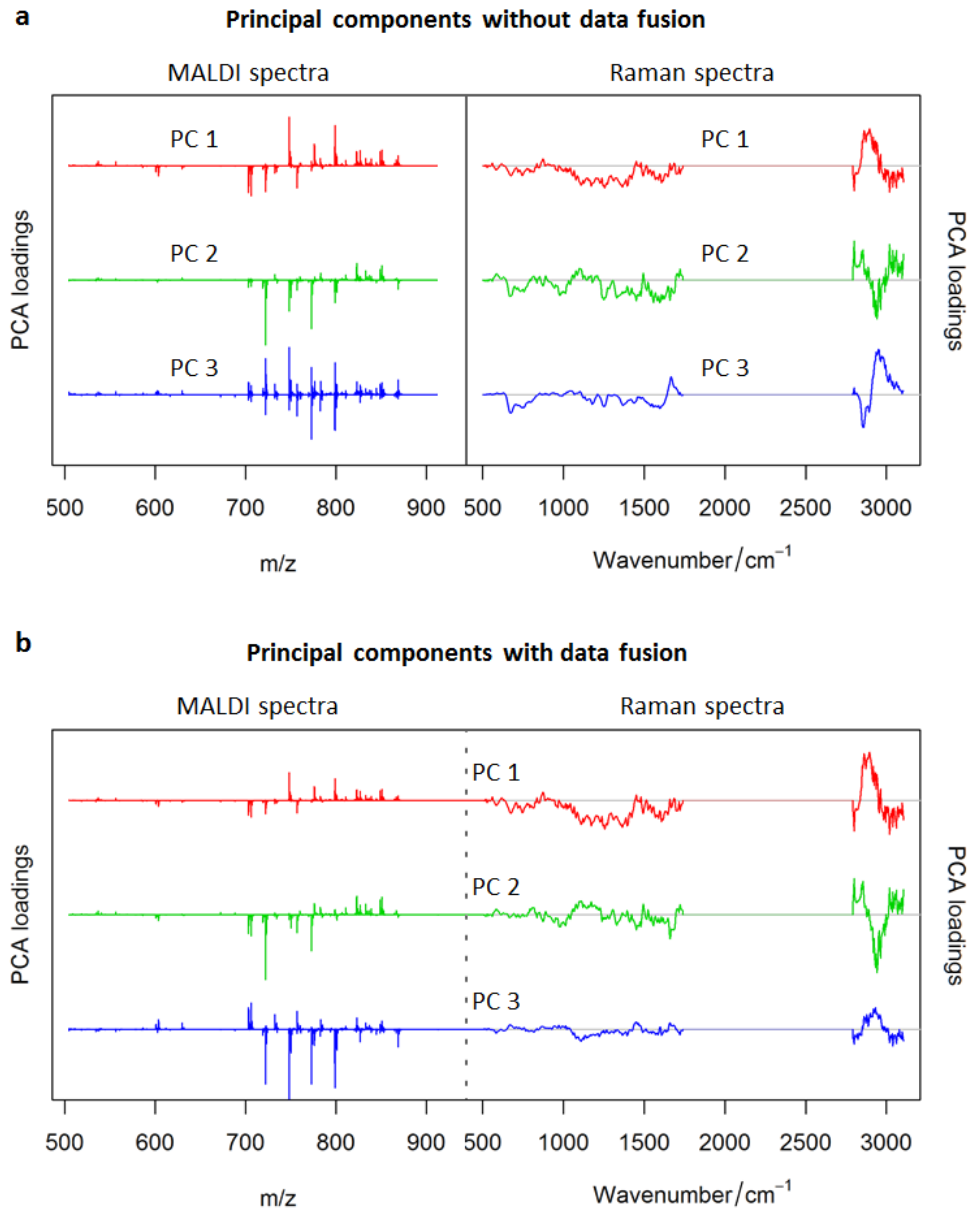 a
Principal components without data fusion
MALDI spectra
Raman spectra
PC 1
PC 1
PC 2
PC 2
PC 3
PC 3
PCA loadings
PCA loadings
500 600 700 800 900 500 1000 1500 2000 2500 3000
m/z
Wavenumber/cm⁻¹
b
Principal components with data fusion
MALDI spectra
Raman spectra
PC 1
PC 2
PC 3
PCA loadings
PCA loadings
500 600 700 800 900 500 1000 1500 2000 2500 3000
m/z
Wavenumber/cm⁻¹